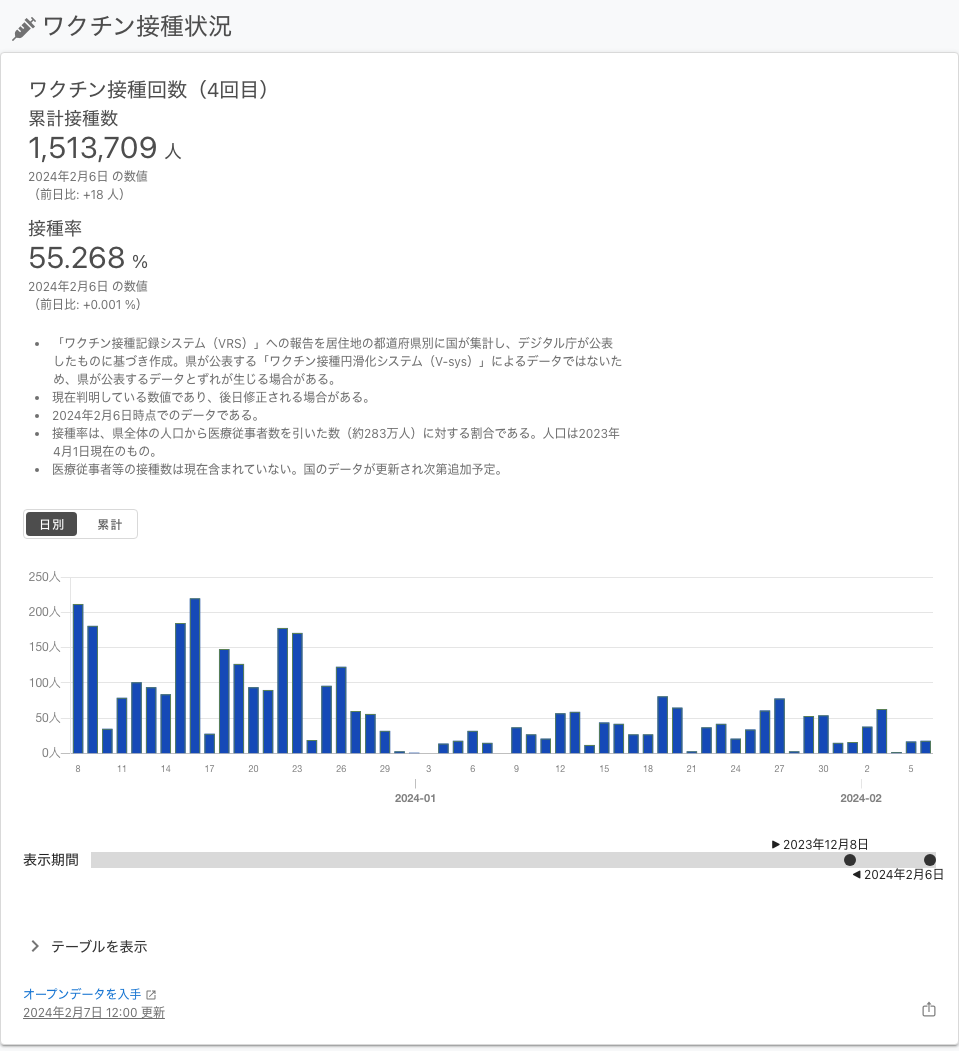 ワクチン接種状況
ワクチン接種回数（4回目）
累計接種数
1,513,709 人
2024年2月6日 の数値
（前日比: +18 人）
接種率
55.268 %
2024年2月6日 の数値
（前日比: +0.001 %）
• 「ワクチン接種記録システム（VRS）」への報告を居住地の都道府県別に国が集計し、デジタル庁が公表
したものに基づき作成。県が公表する「ワクチン接種円滑化システム（V-sys）」によるデータではないた
め、県が公表するデータとずれが生じる場合がある。
• 現在判明している数値であり、後日修正される場合がある。
• 2024年2月6日時点でのデータである。
• 接種率は、県全体の人口から医療従事者数を引いた数（約283万人）に対する割合である。人口は2023年
4月1日現在のもの。
• 医療従事者等の接種数は現在含まれていない。国のデータが更新され次第追加予定。
日別 累計
250人
200人
150人
100人
50人
0人
8 11 14 17 20 23 26 29 3 6 9 12 15 18 21 24 27 30 2 5
2024-01 2024-02
▶ 2023年12月8日
表示期間
◀ 2024年2月6日
テーブルを表示
オープンデータを入手
2024年2月7日 12:00 更新